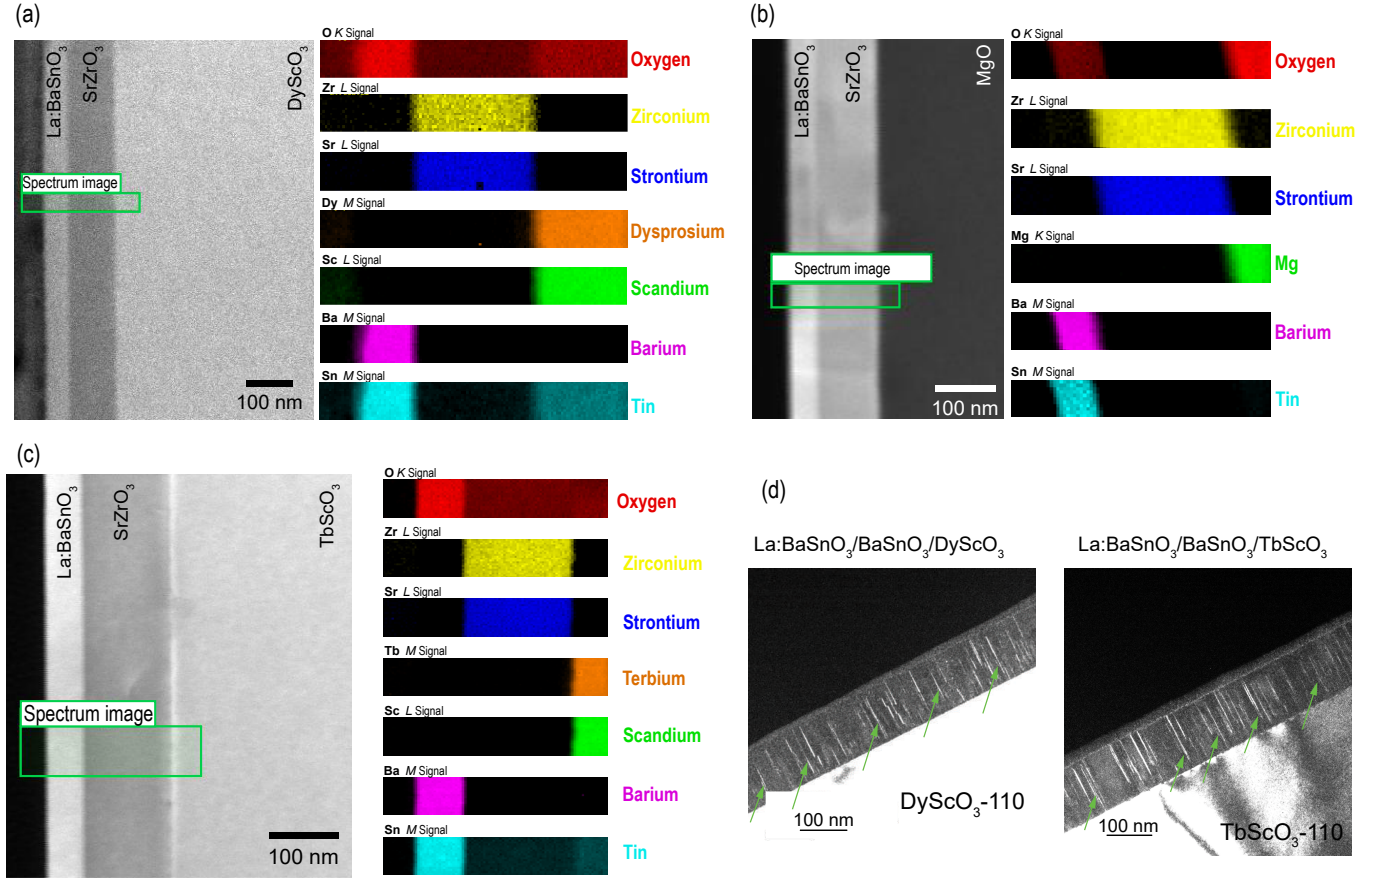 (a)
La:BaSnO3
SrZrO3
DyScO3
Spectrum image
100 nm
O K Signal
Oxygen
Zr L Signal
Zirconium
Sr L Signal
Strontium
Dy M Signal
Dysprosium
Sc L Signal
Scandium
Ba M Signal
Barium
Sn M Signal
Tin
(b)
La:BaSnO3
SrZrO3
MgO
Spectrum image
100 nm
O K Signal
Oxygen
Zr L Signal
Zirconium
Sr L Signal
Strontium
Mg K Signal
Mg
Ba M Signal
Barium
Sn M Signal
Tin
(c)
La:BaSnO3
SrZrO3
TbScO3
Spectrum image
100 nm
O K Signal
Oxygen
Zr L Signal
Zirconium
Sr L Signal
Strontium
Tb M Signal
Terbium
Sc L Signal
Scandium
Ba M Signal
Barium
Sn M Signal
Tin
(d)
La:BaSnO3/BaSnO3/DyScO3
100 nm
DyScO3-110
La:BaSnO3/BaSnO3/TbScO3
100 nm
TbScO3-110